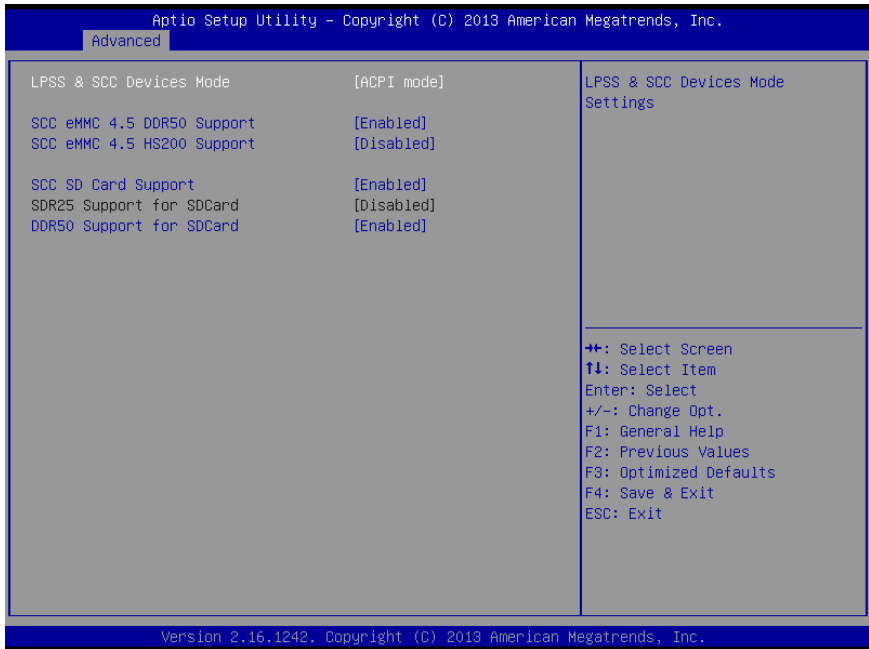 Aptio Setup Utility – Copyright (C) 2013 American Megatrends, Inc.
Advanced
LPSS & SCC Devices Mode [ACPI mode]
SCC eMMC 4.5 DDR50 Support [Enabled]
SCC eMMC 4.5 HS200 Support [Disabled]
SCC SD Card Support [Enabled]
SDR25 Support for SDCard [Disabled]
DDR50 Support for SDCard [Enabled]
LPSS & SCC Devices Mode
Settings
→←: Select Screen
↑↓: Select Item
Enter: Select
+/-: Change Opt.
F1: General Help
F2: Previous Values
F3: Optimized Defaults
F4: Save & Exit
ESC: Exit
Version 2.16.1242. Copyright (C) 2013 American Megatrends, Inc.